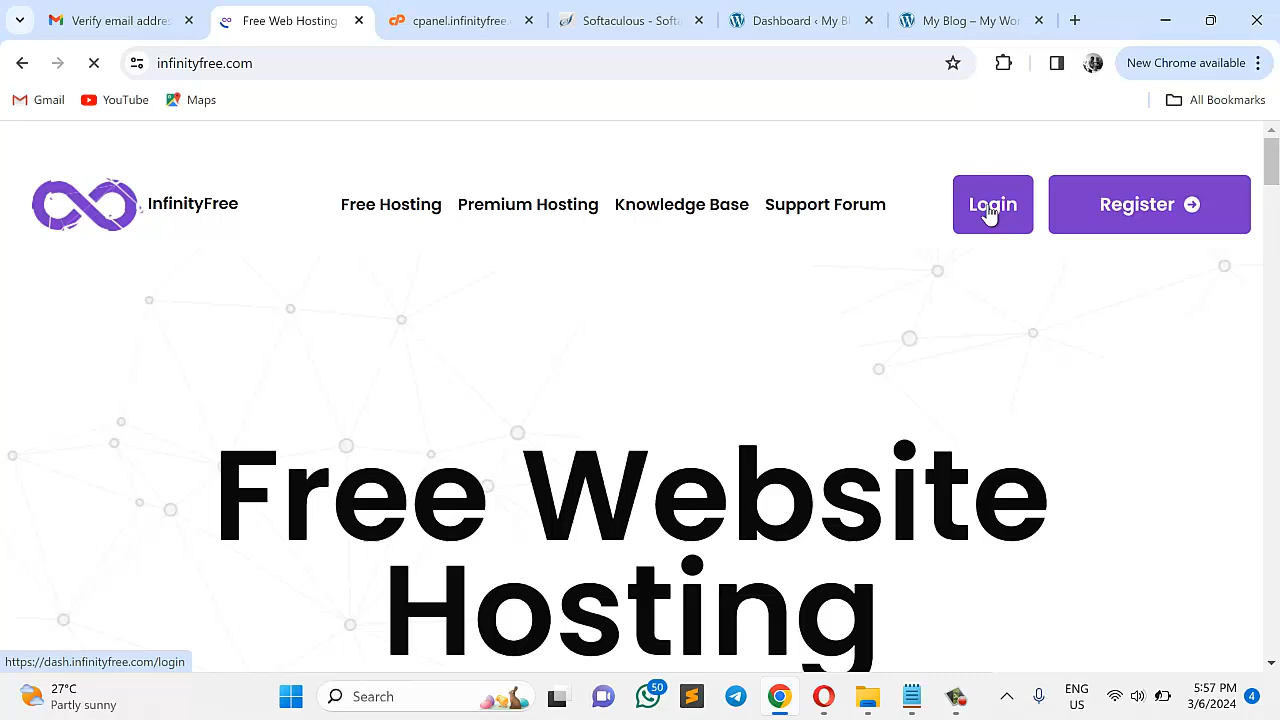 Verify email addres
Free Web Hosting
cpanel.infinityfree.c
Softaculous - Soft
Dashboard ‹ My Bl
My Blog – My Wor
infinityfree.com
New Chrome available
Gmail
YouTube
Maps
All Bookmarks
InfinityFree
Free Hosting
Premium Hosting
Knowledge Base
Support Forum
Login
Register
Free Website
Hosting
https://dash.infinityfree.com/login
27°C
Partly sunny
Search
50
ENG
US
5:57 PM
3/6/2024
4